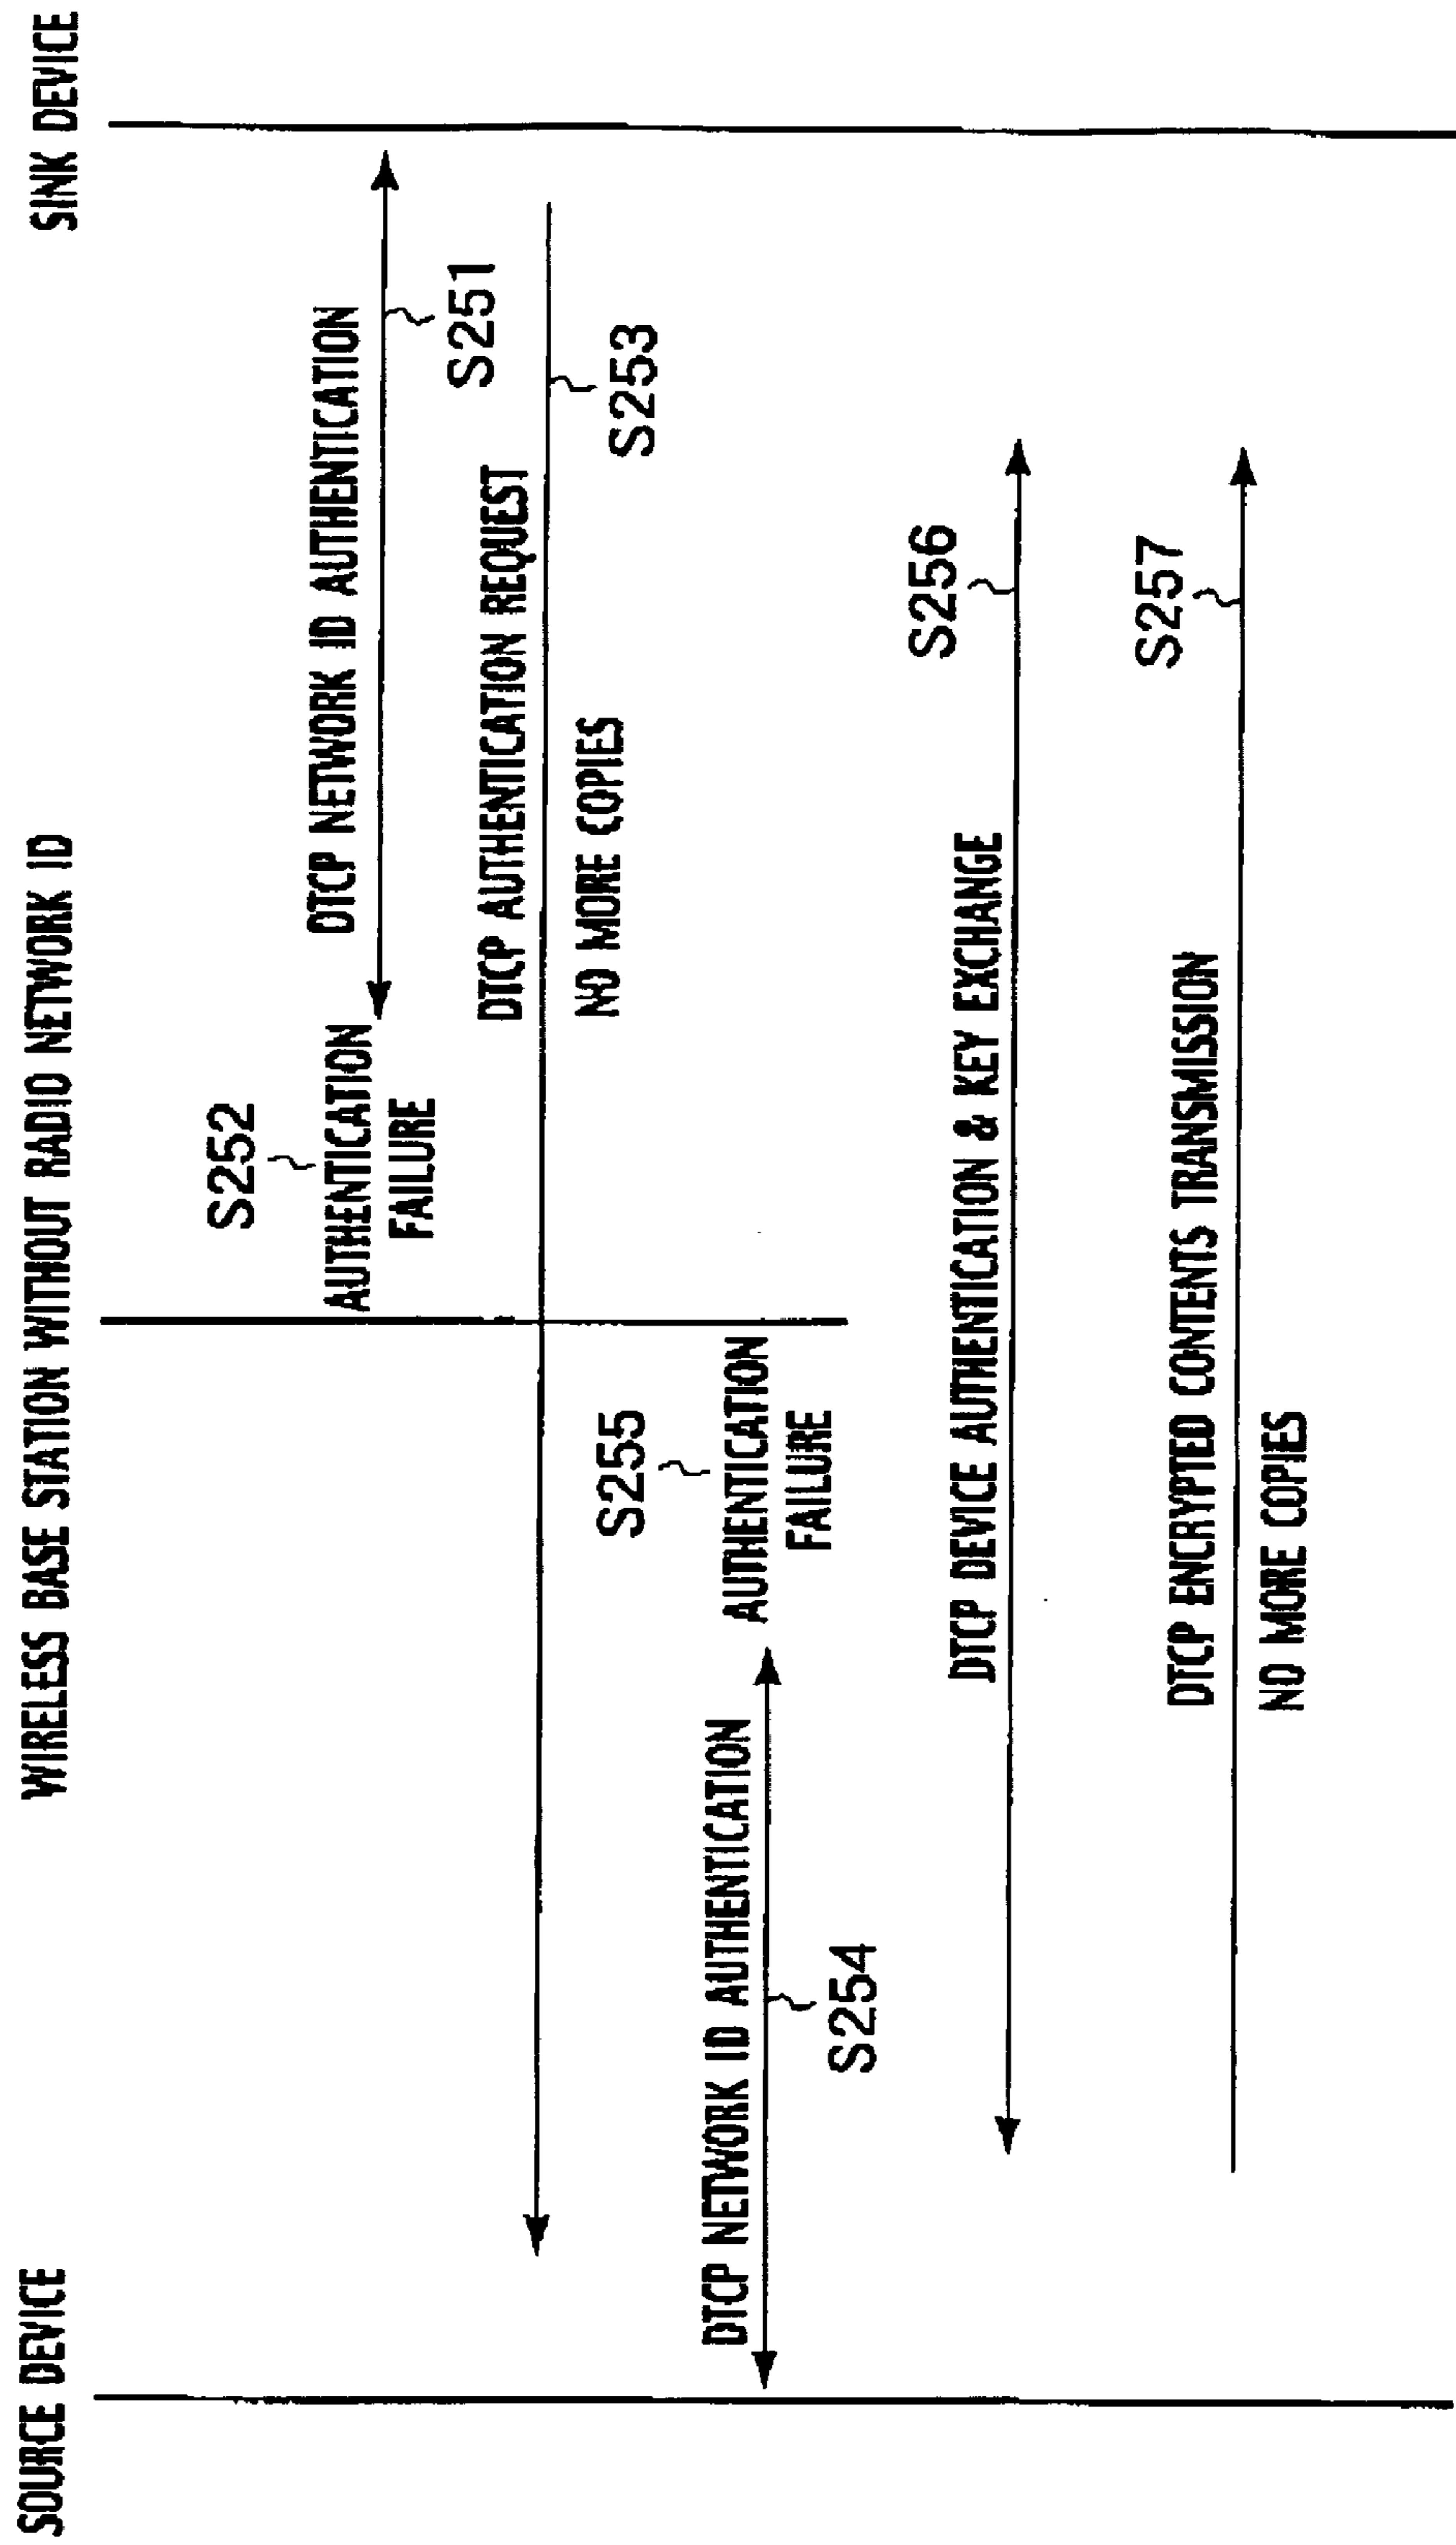 SOURCE DEVICE
WIRELESS BASE STATION WITHOUT RADIO NETWORK ID
SINK DEVICE
S252
AUTHENTICATION
FAILURE
DTCP NETWORK ID AUTHENTICATION
S251
DTCP AUTHENTICATION REQUEST
S253
NO MORE COPIES
DTCP NETWORK ID AUTHENTICATION
S254
S255
AUTHENTICATION
FAILURE
S256
DTCP DEVICE AUTHENTICATION & KEY EXCHANGE
S257
DTCP ENCRYPTED CONTENTS TRANSMISSION
NO MORE COPIES